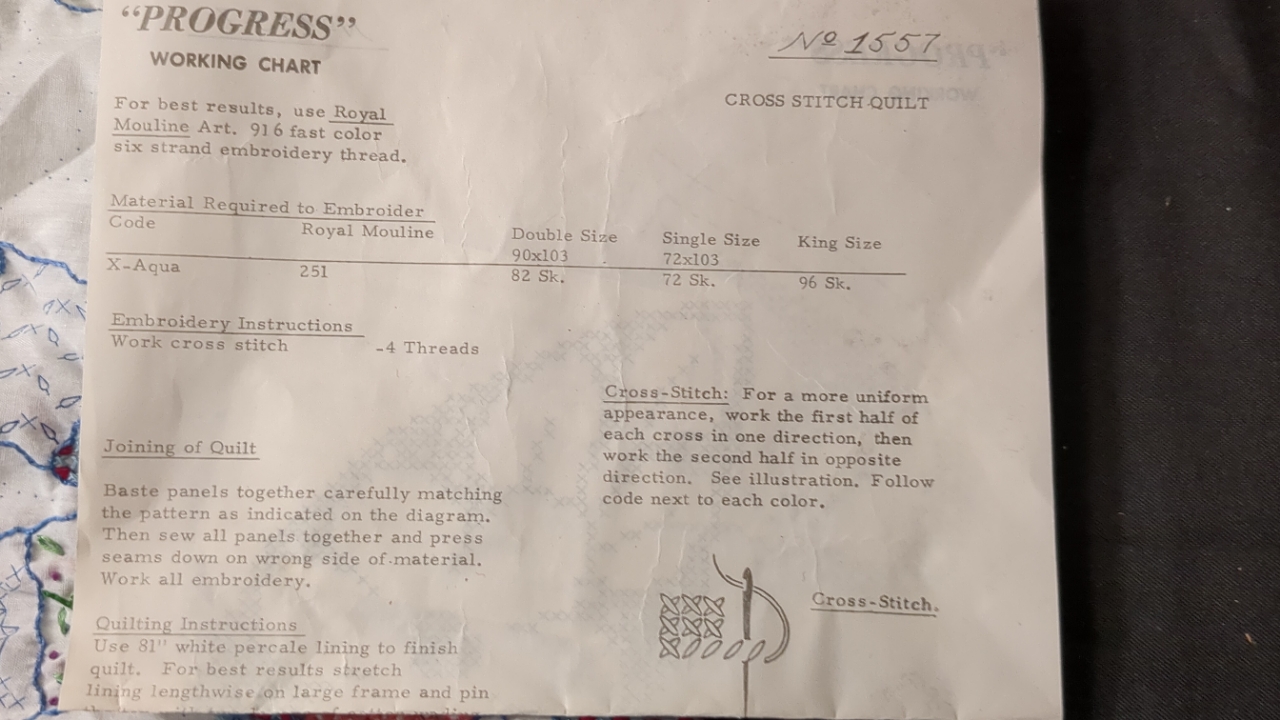 “PROGRESS”
WORKING CHART
No 1557
CROSS STITCH QUILT
For best results, use Royal
Mouline Art. 916 fast color
six strand embroidery thread.
Material Required to Embroider
Code Royal Mouline Double Size Single Size King Size
90x103 72x103
X-Aqua 251 82 Sk. 72 Sk. 96 Sk.
Embroidery Instructions
Work cross stitch -4 Threads
Joining of Quilt
Baste panels together carefully matching
the pattern as indicated on the diagram.
Then sew all panels together and press
seams down on wrong side of material.
Work all embroidery.
Quilting Instructions
Use 81" white percale lining to finish
quilt. For best results stretch
lining lengthwise on large frame and pin
Cross-Stitch: For a more uniform
appearance, work the first half of
each cross in one direction, then
work the second half in opposite
direction. See illustration. Follow
code next to each color.
Cross-Stitch.